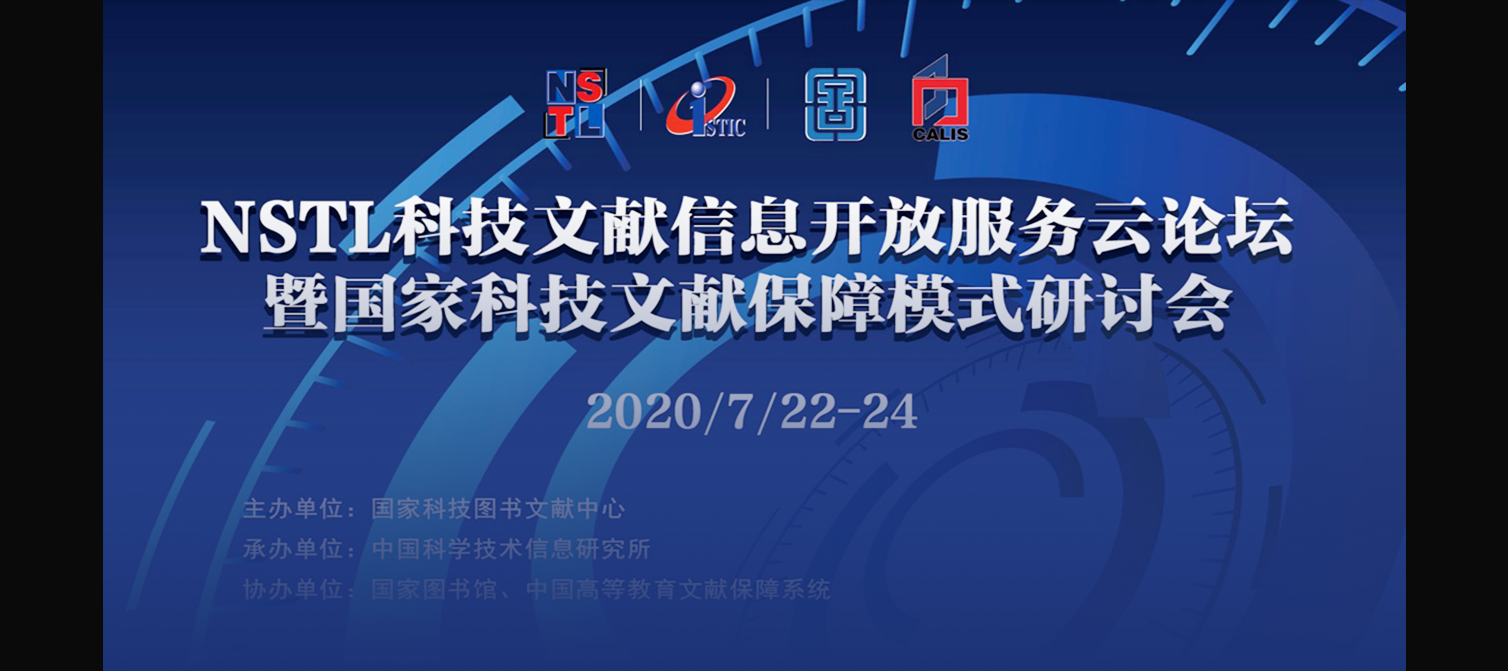 NSTL
iSTIC
CALIS
NSTL科技文献信息开放服务云论坛
暨国家科技文献保障模式研讨会
2020/7/22-24
主办单位：国家科技图书文献中心
承办单位：中国科学技术信息研究所
协办单位：国家图书馆、中国高等教育文献保障系统